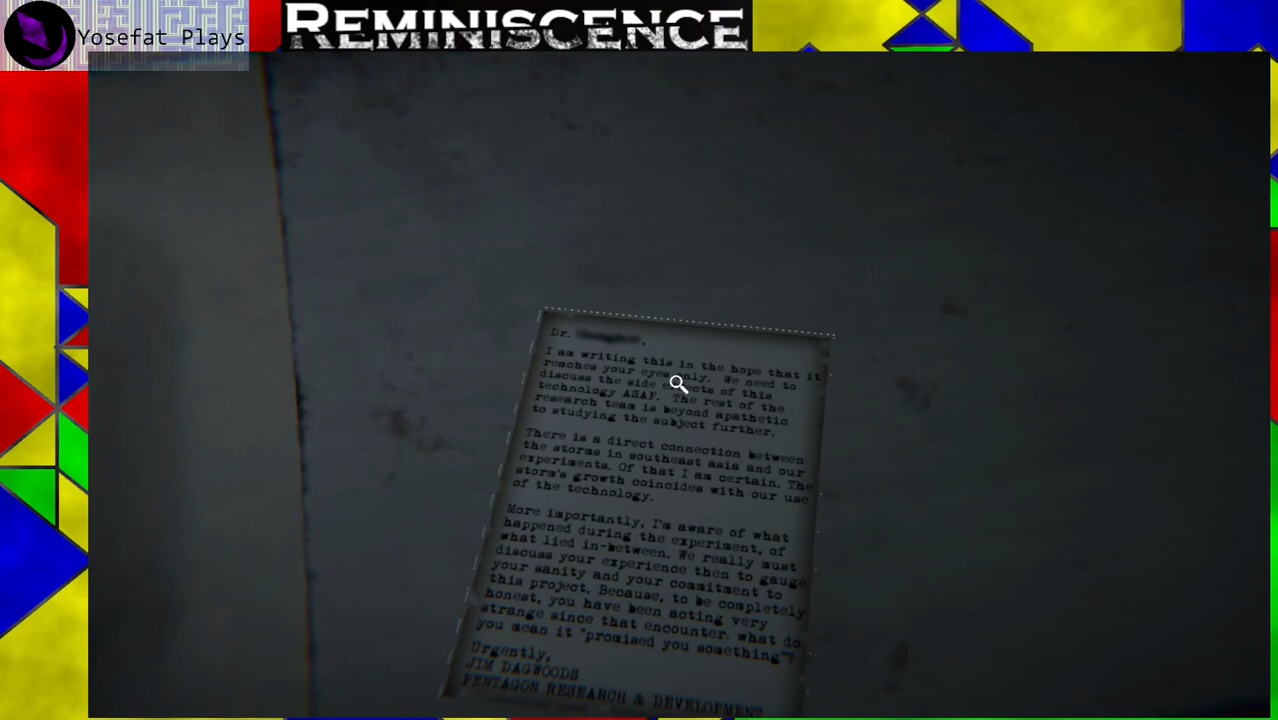 Yosefat Plays
REMINISCENCE
Dr.
I am writing this in the hope that it
reaches your eyes only. We need to
discuss the side effects of this
technology ASAP. The rest of the
research team is beyond apathetic
to studying the subject further.
There is a direct connection between
the storms in southeast asia and our
experiments. Of that I am certain. The
storm's growth coincides with our use
of the technology.
More importantly, I'm aware of what
happened during the experiment, of
what lied in-between. We really must
discuss your experience then to gauge
your sanity and your commitment to
this project. Because, to be completely
honest, you have been acting very
strange since that encounter. what do
you mean it "promised you something"?
Urgently,
JIM DAGWOODS
PENTAGON RESEARCH & DEVELOPMENT